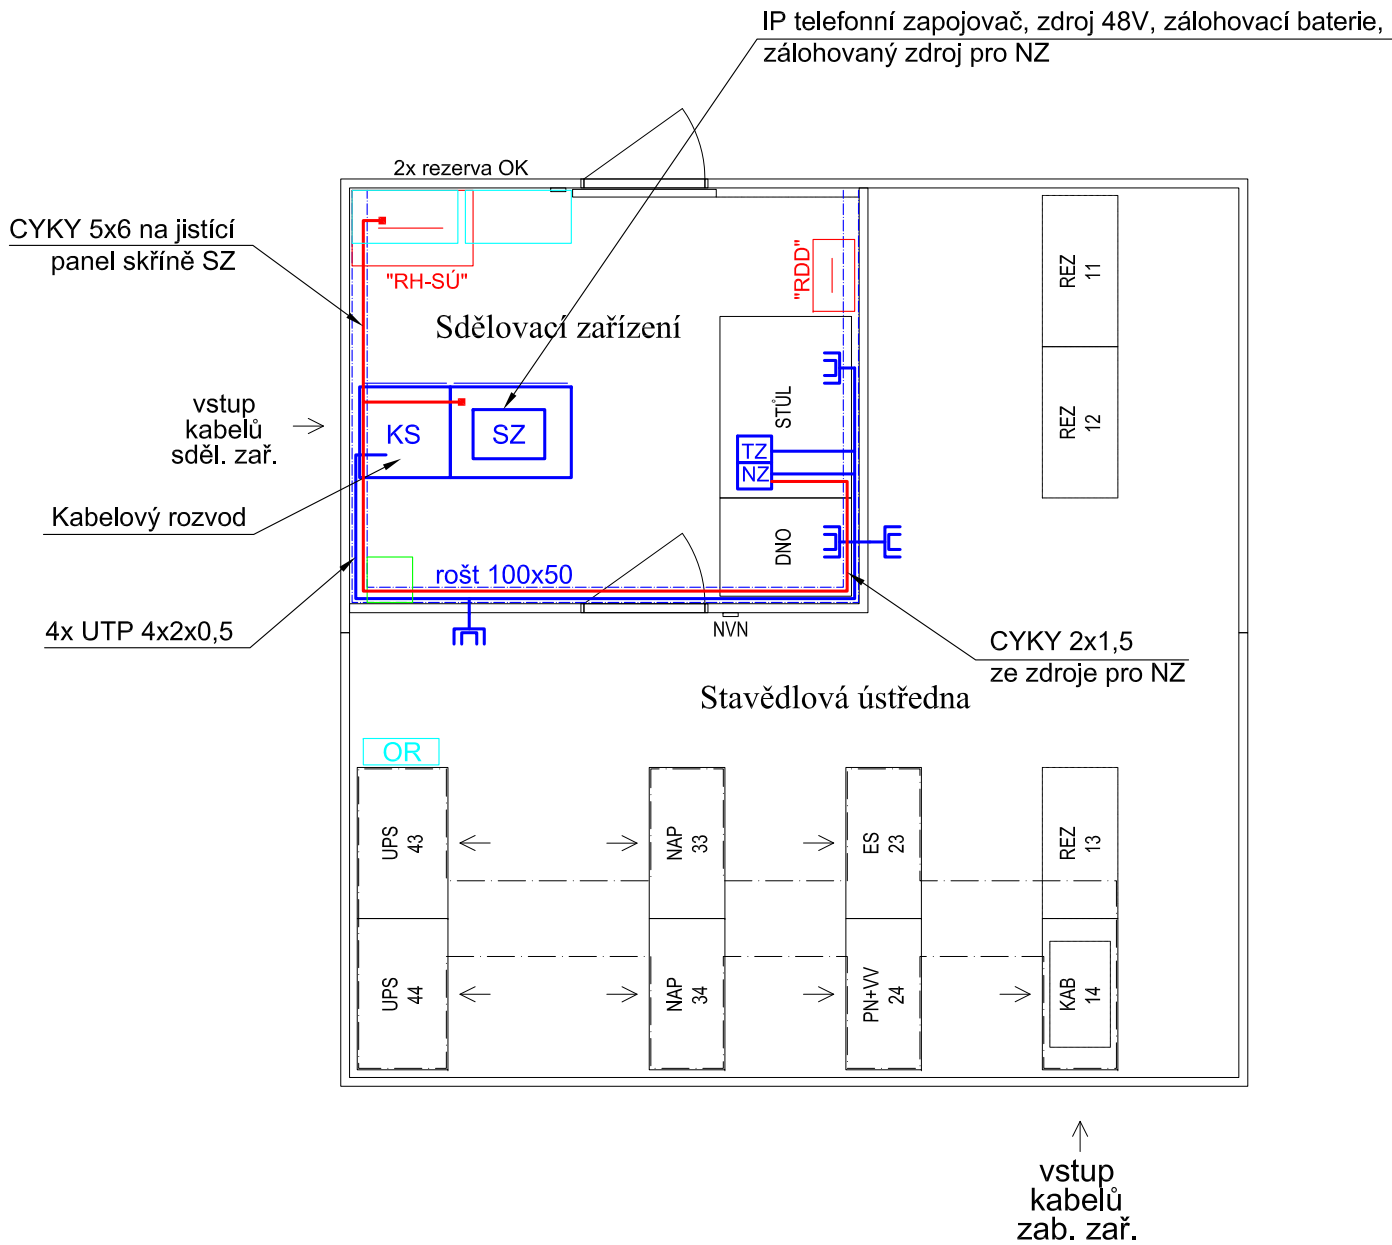 IP telefonní zapojovač, zdroj 48V, zálohovací baterie,
zálohovaný zdroj pro NZ
2x rezerva OK
CYKY 5x6 na jistící
panel skříně SZ
"RH-SÚ"
"RDD"
REZ
11
Sdělovací zařízení
REZ
12
STŮL
vstup
kabelů
sděl. zař.
KS
SZ
TZ
NZ
Kabelový rozvod
DNO
rošt 100x50
4x UTP 4x2x0,5
NVN
CYKY 2x1,5
ze zdroje pro NZ
Stavědlová ústředna
OR
UPS
43
NAP
33
ES
23
REZ
13
UPS
44
NAP
34
PN+VV
24
KAB
14
vstup
kabelů
zab. zař.